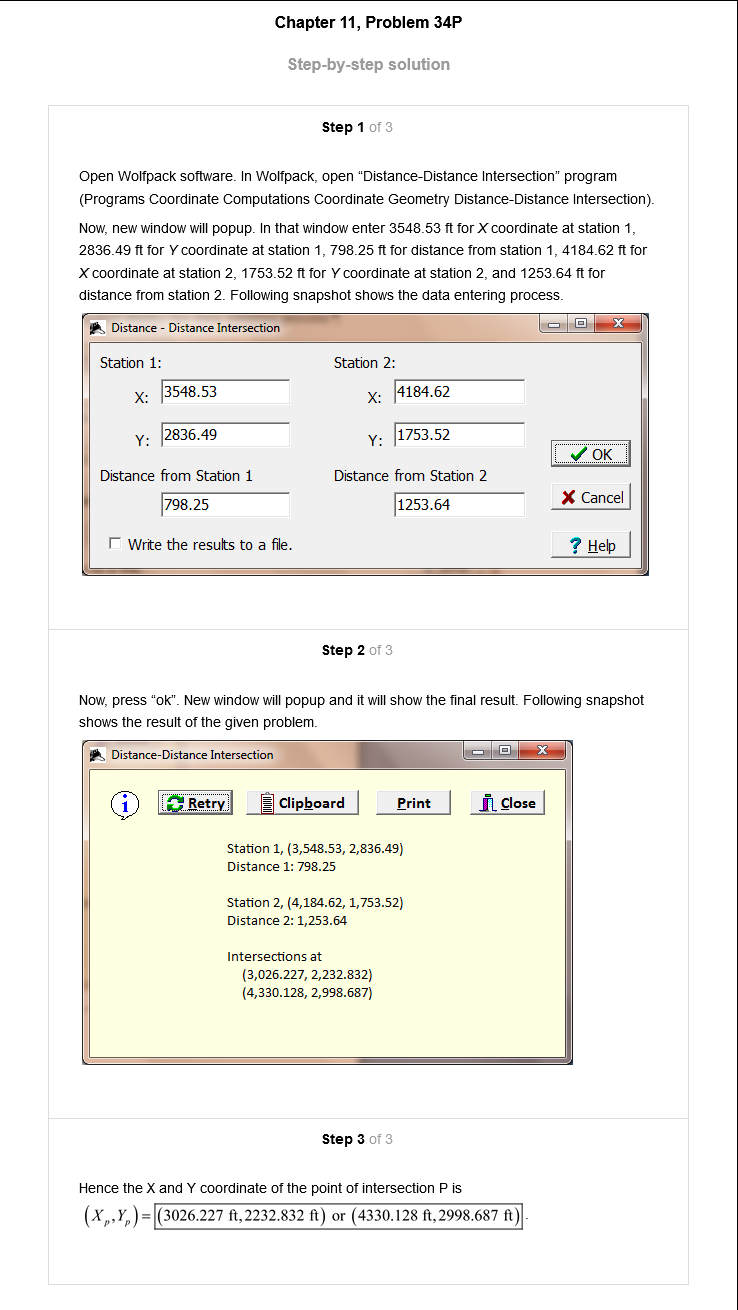 Chapter 11, Problem 34P
Step-by-step solution
Step 1 of 3
Open Wolfpack software. In Wolfpack, open “Distance-Distance Intersection” program
(Programs Coordinate Computations Coordinate Geometry Distance-Distance Intersection).
Now, new window will popup. In that window enter 3548.53 ft for X coordinate at station 1,
2836.49 ft for Y coordinate at station 1, 798.25 ft for distance from station 1, 4184.62 ft for
X coordinate at station 2, 1753.52 ft for Y coordinate at station 2, and 1253.64 ft for
distance from station 2. Following snapshot shows the data entering process.
Distance - Distance Intersection
Station 1: Station 2:
X: 3548.53 X: 4184.62
Y: 2836.49 Y: 1753.52
OK
Distance from Station 1 Distance from Station 2
798.25 1253.64
Cancel
Write the results to a file.
? Help
Step 2 of 3
Now, press “ok”. New window will popup and it will show the final result. Following snapshot
shows the result of the given problem.
Distance-Distance Intersection
Retry Clipboard Print Close
Station 1, (3,548.53, 2,836.49)
Distance 1: 798.25
Station 2, (4,184.62, 1,753.52)
Distance 2: 1,253.64
Intersections at
(3,026.227, 2,232.832)
(4,330.128, 2,998.687)
Step 3 of 3
Hence the X and Y coordinate of the point of intersection P is
(Xp,Yp)=(3026.227 ft,2232.832 ft) or (4330.128 ft,2998.687 ft).